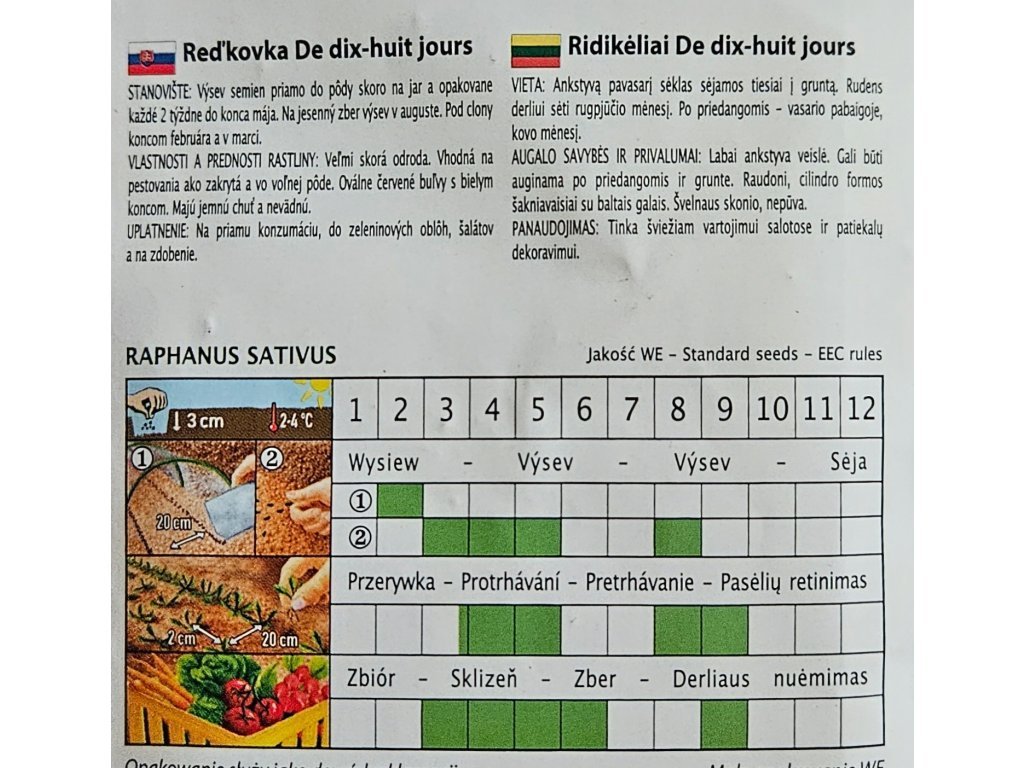 Reďkovka De dix-huit jours
STANOVIŠTE: Výsev semien priamo do pôdy skoro na jar a opakovane
každé 2 týždne do konca mája. Na jesenný zber výsev v auguste. Pod clony
koncom februára a v marci.
VLASTNOSTI A PREDNOSTI RASTLINY: Veľmi skorá odroda. Vhodná na
pestovania ako zakrytá a vo voľnej pôde. Oválne červené buľvy s bielym
koncom. Majú jemnú chuť a nevädnú.
UPLATNENIE: Na priamu konzumáciu, do zeleninových oblôh, šalátov
a na zdobenie.
Ridikėliai De dix-huit jours
VIETA: Ankstyvą pavasarį sėklas sėjamos tiesiai į gruntą. Rudens
derliui sėti rugpjūčio mėnesį. Po priedangomis – vasario pabaigoje,
kovo mėnesį.
AUGALO SAVYBĖS IR PRIVALUMAI: Labai ankstyva veislė. Gali būti
auginama po priedangomis ir grunte. Raudoni, cilindro formos
šakniavaisiai su baltais galais. Švelnaus skonio, nepūva.
PANAUDOJIMAS: Tinka šviežiam vartojimui salotose ir patiekalų
dekoravimui.
RAPHANUS SATIVUS
Jakość WE – Standard seeds – EEC rules
3 cm 2-4 °C
1 2 3 4 5 6 7 8 9 10 11 12
① ②
20 cm
Wysiew – Výsev – Výsev – Sėja
①
②
2 cm 20 cm
Przerywka – Protrhávání – Pretrhávanie – Pasėlių retinimas
Zbiór – Sklizeň – Zber – Derliaus nuėmimas